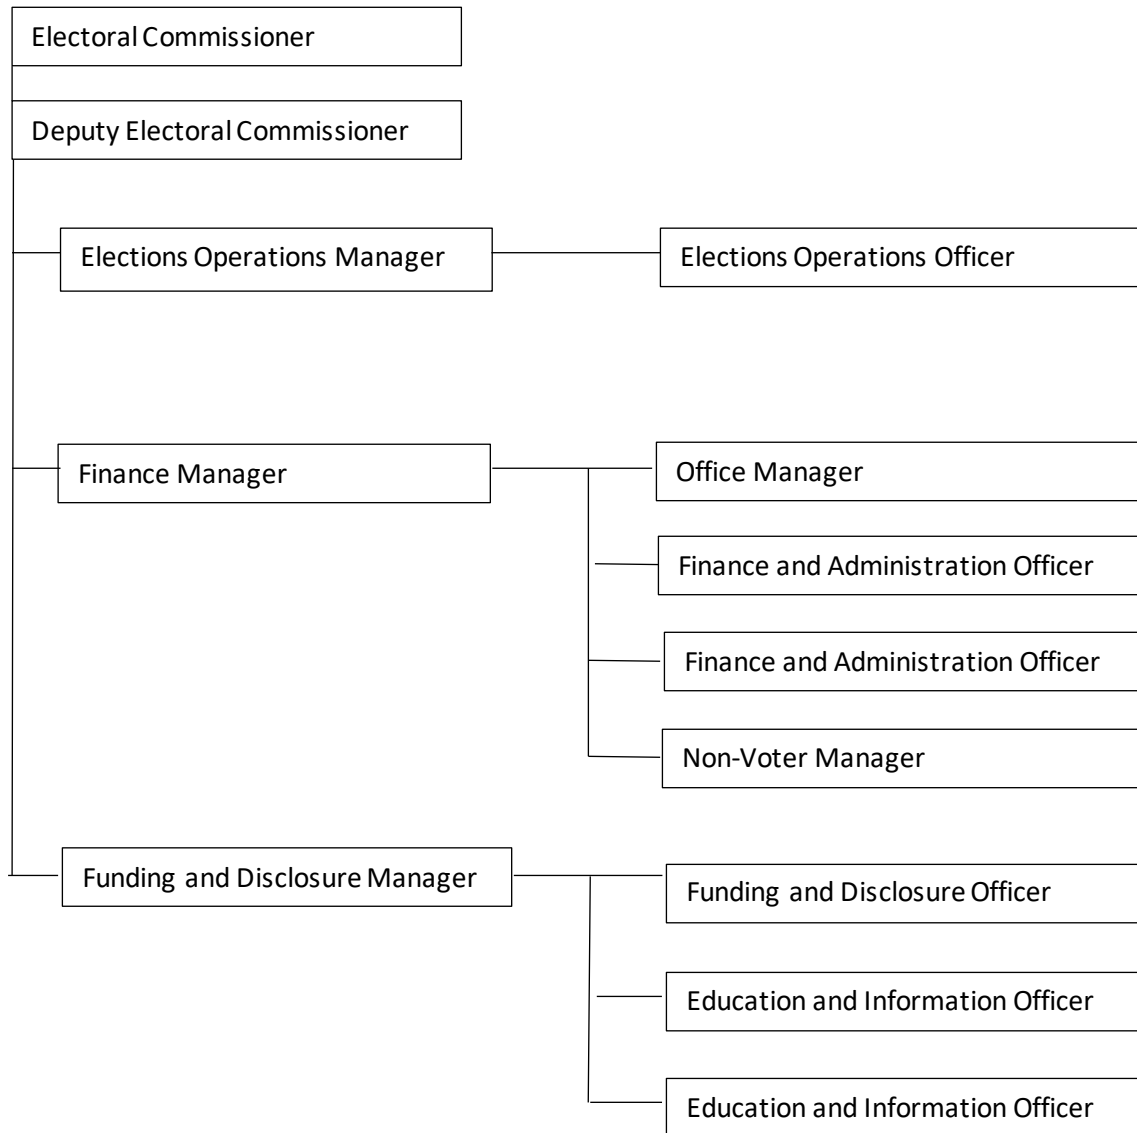 Electoral Commissioner
Deputy Electoral Commissioner
Elections Operations Manager
Elections Operations Officer
Finance Manager
Office Manager
Finance and Administration Officer
Finance and Administration Officer
Non-Voter Manager
Funding and Disclosure Manager
Funding and Disclosure Officer
Education and Information Officer
Education and Information Officer